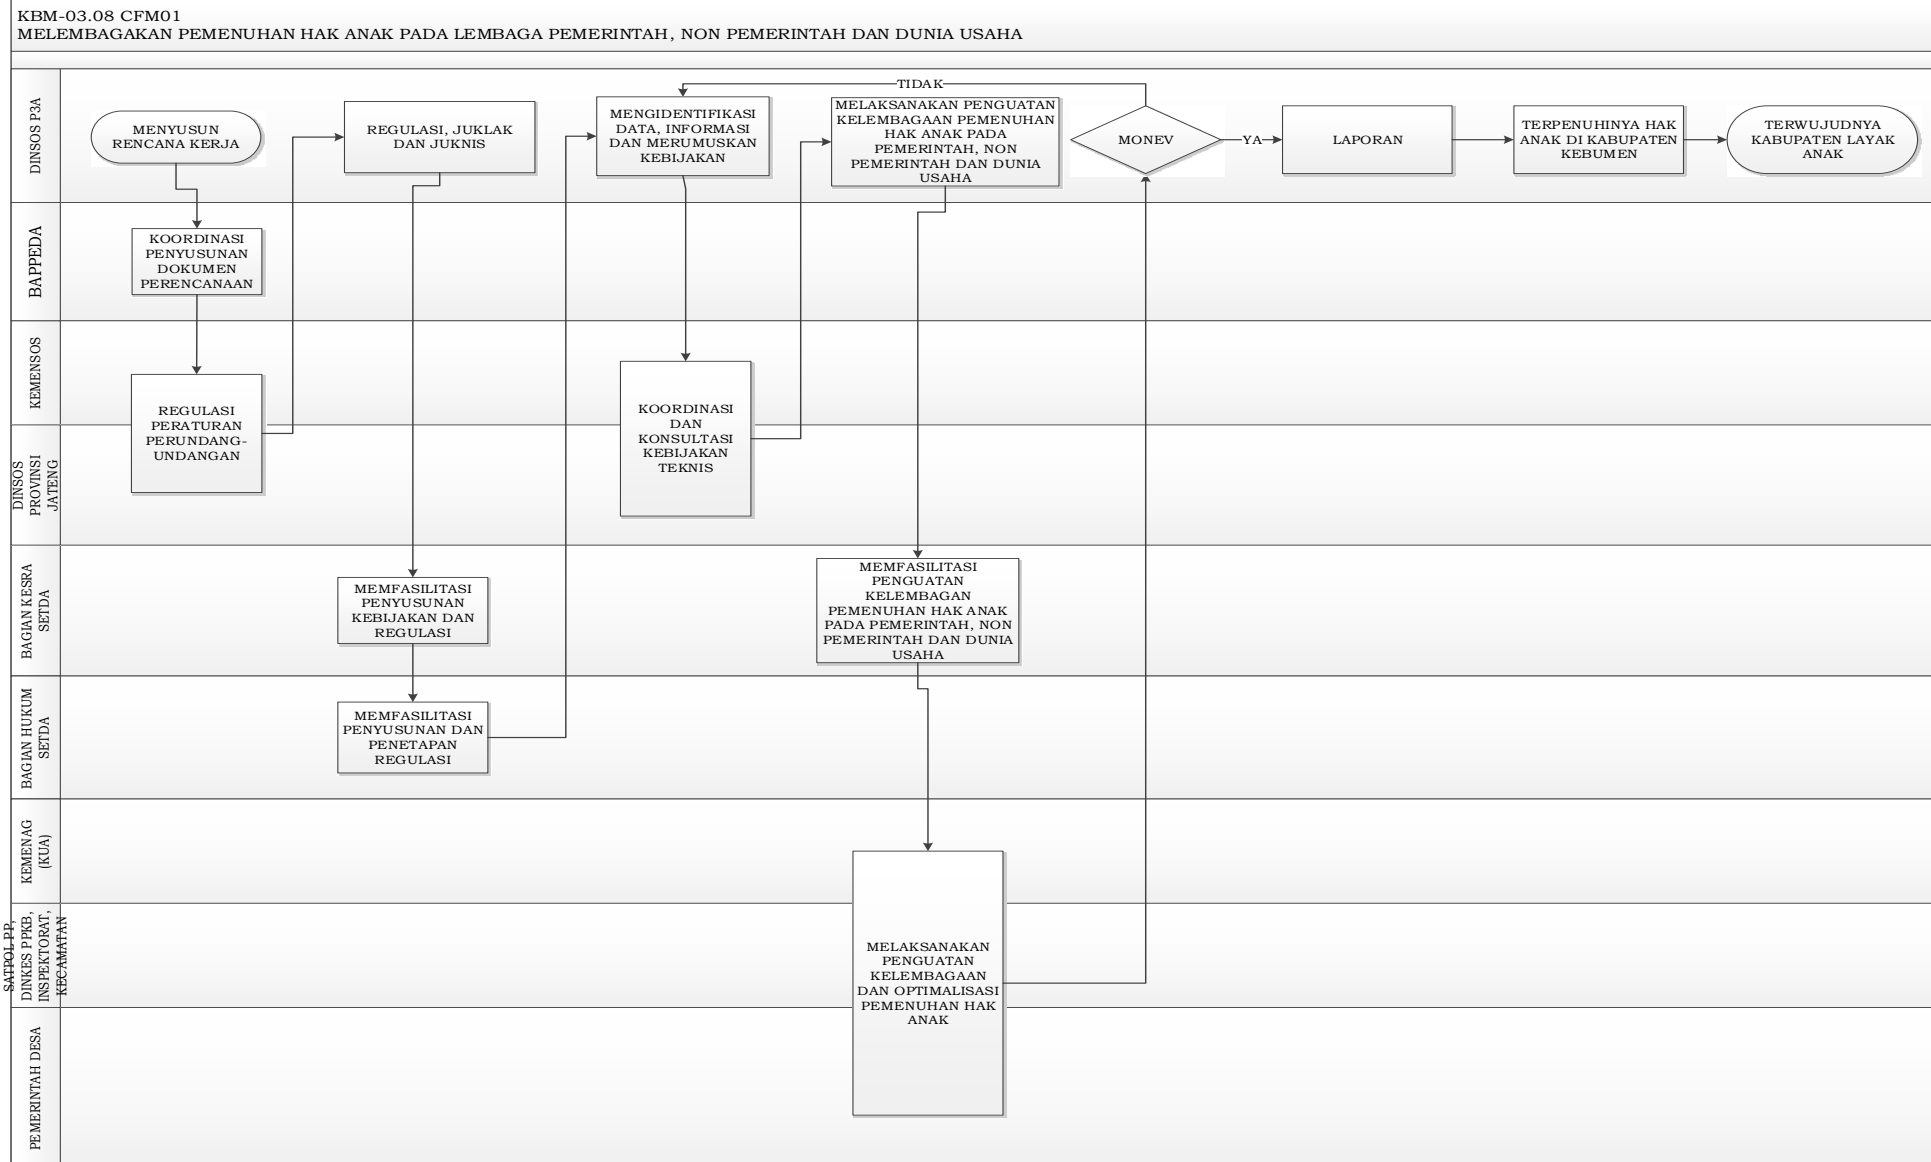 KBM-03.08 CFM01
MELEMBAGAKAN PEMENUHAN HAK ANAK PADA LEMBAGA PEMERINTAH, NON PEMERINTAH DAN DUNIA USAHA
DINSOS P3A
MENYUSUN
RENCANA KERJA
REGULASI, JUKLAK
DAN JUKNIS
MENGIDENTIFIKASI
DATA, INFORMASI
DAN MERUMUSKAN
KEBIJAKAN
TIDAK
MELAKSANAKAN PENGUATAN
KELEMBAGAAN PEMENUHAN
HAK ANAK PADA
PEMERINTAH, NON
PEMERINTAH DAN DUNIA
USAHA
MONEV
YA
LAPORAN
TERPENUHINYA HAK
ANAK DI KABUPATEN
KEBUMEN
TERWUJUDNYA
KABUPATEN LAYAK
ANAK
BAPPEDA
KOORDINASI
PENYUSUNAN
DOKUMEN
PERENCANAAN
KEMENSOS
REGULASI
PERATURAN
PERUNDANG-
UNDANGAN
KOORDINASI
DAN
KONSULTASI
KEBIJAKAN
TEKNIS
DINSOS
PROVINSI
JATENG
BAGIAN KESRA
SETDA
MEMFASILITASI
PENYUSUNAN
KEBIJAKAN DAN
REGULASI
MEMFASILITASI
PENGUATAN
KELEMBAGAN
PEMENUHAN HAK ANAK
PADA PEMERINTAH, NON
PEMERINTAH DAN DUNIA
USAHA
BAGIAN HUKUM
SETDA
MEMFASILITASI
PENYUSUNAN DAN
PENETAPAN
REGULASI
KEMENAG
(KUA)
SATPOL PP,
DINKES PPKB,
INSPEKTORAT,
KECAMATAN
MELAKSANAKAN
PENGUATAN
KELEMBAGAAN
DAN OPTIMALISASI
PEMENUHAN HAK
ANAK
PEMERINTAH DESA